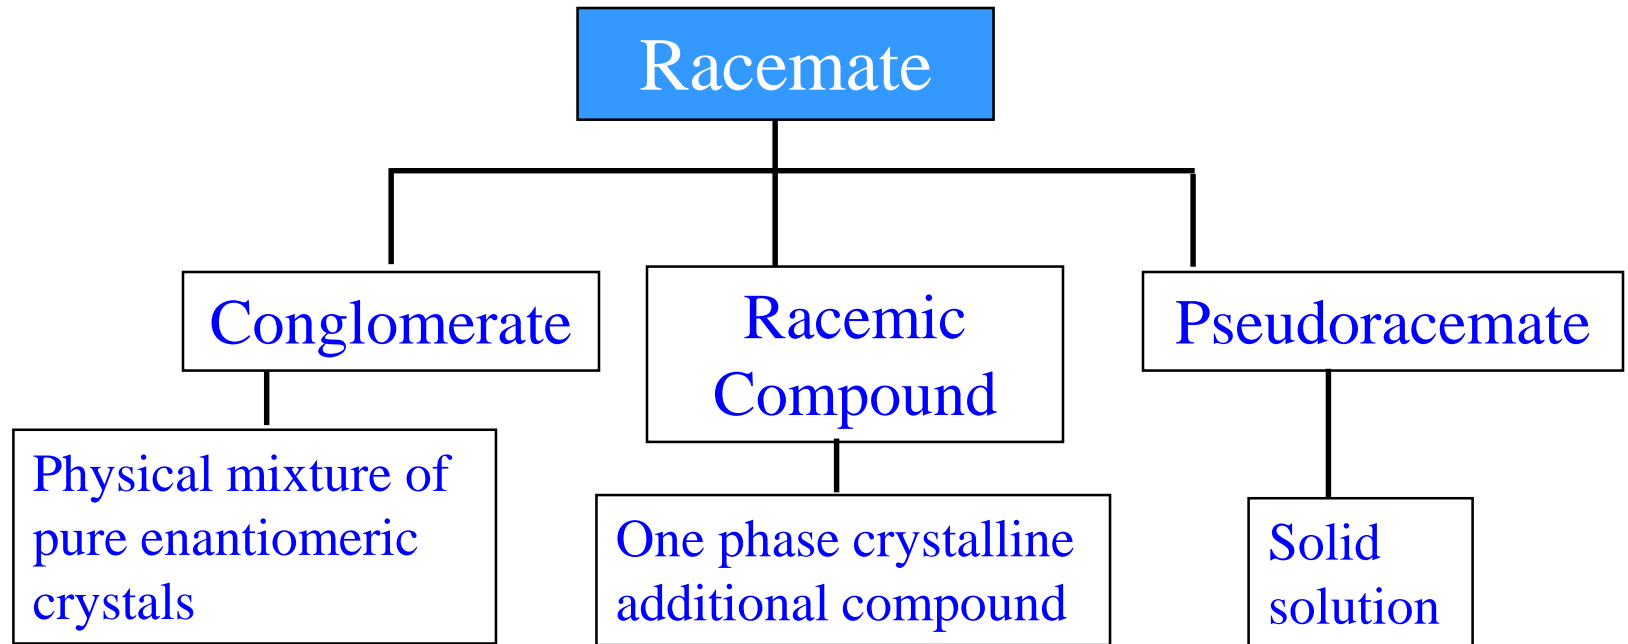 Racemate
Conglomerate
Racemic
Compound
Pseudoracemate
Physical mixture of
pure enantiomeric
crystals
One phase crystalline
additional compound
Solid
solution